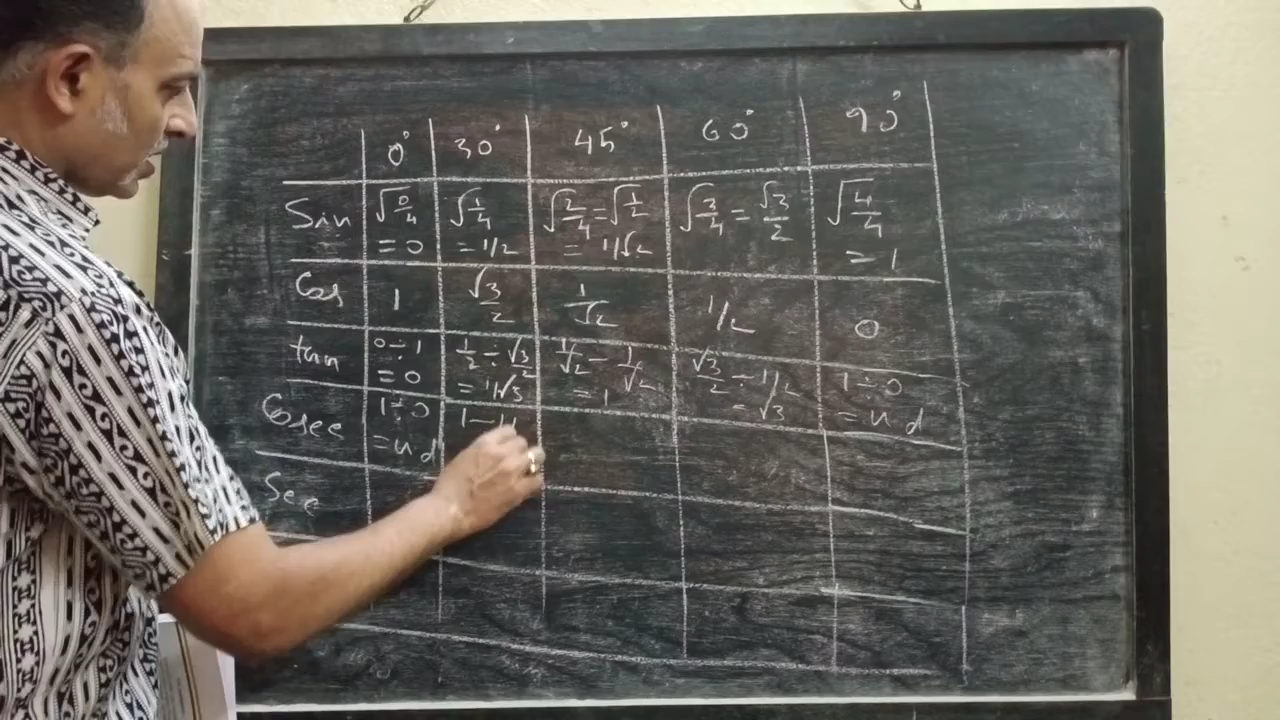 0° 30° 45° 60° 90°
Sin √0/4 √1/4 √2/4 = √1/2 √3/4 = √3/2 √4/4
= 0 = 1/2 = 1/√2 = 1
Cos 1 √3/2 1/√2 1/2 0
tan 0÷1 1/2 ÷ √3/2 1/√2 – 1/√2 √3/2 ÷ 1/2 1÷0
= 0 = 1/√3 = 1 = √3 = n d
Cosec 1÷0 1
= n d
Sec